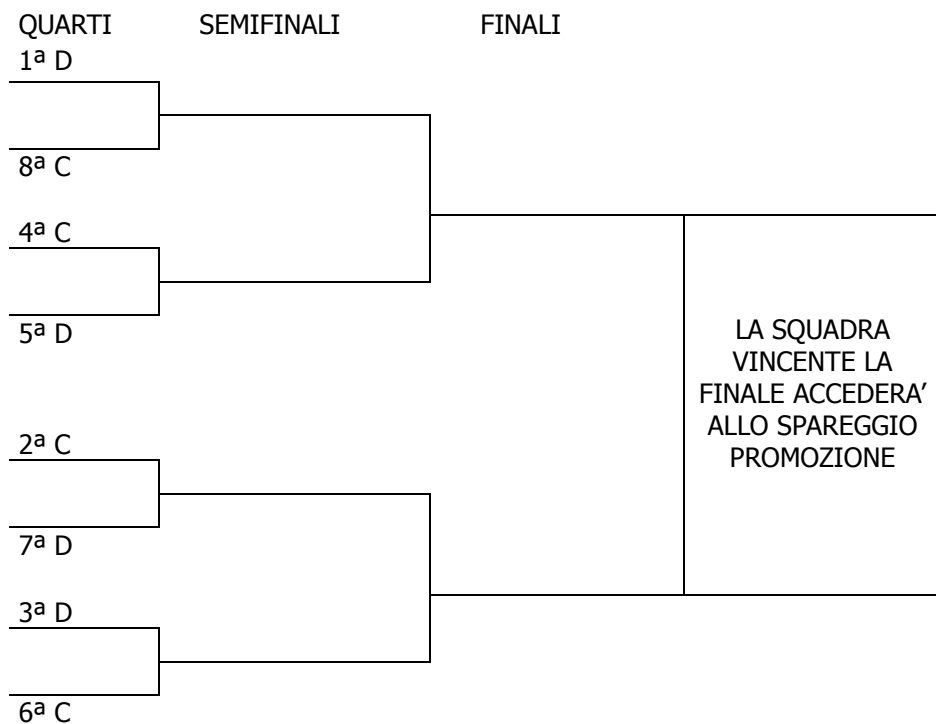 QUARTI SEMIFINALI FINALI
1ª D
8ª C
4ª C
5ª D
2ª C
7ª D
3ª D
6ª C
LA SQUADRA
VINCENTE LA
FINALE ACCEDERA’
ALLO SPAREGGIO
PROMOZIONE